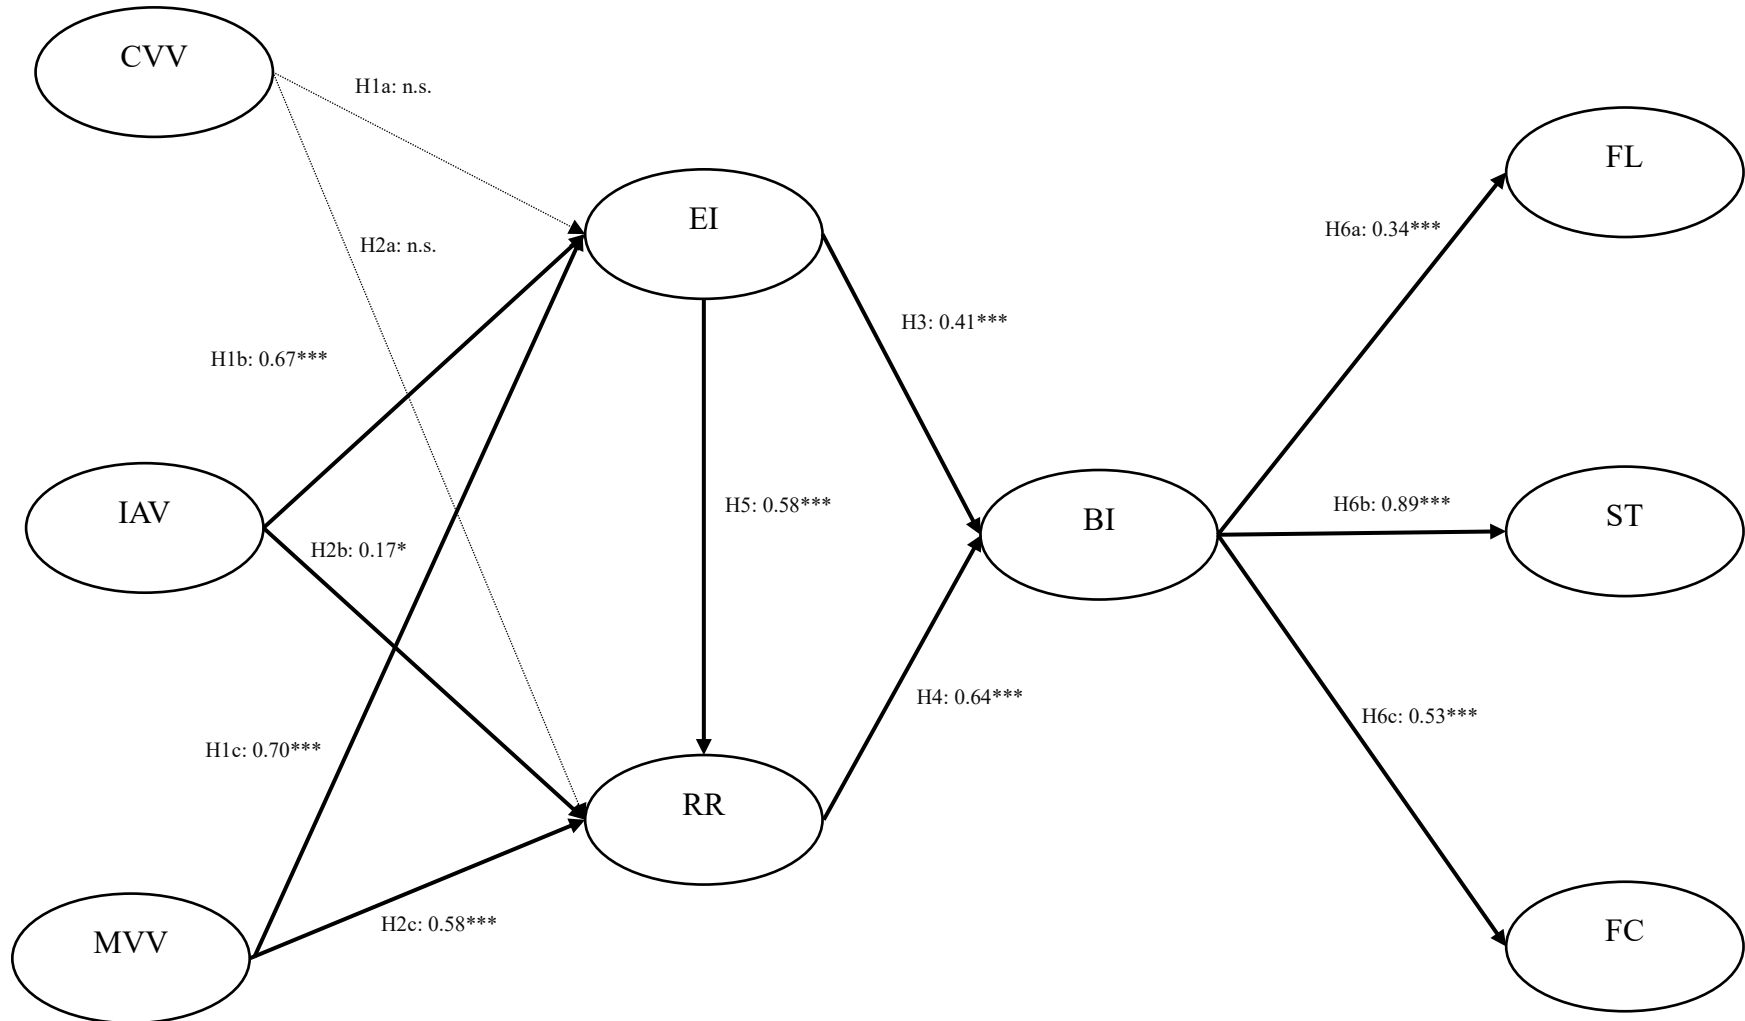 CVV
H1a: n.s.
FL
EI
H6a: 0.34***
H2a: n.s.
H3: 0.41***
H1b: 0.67***
IAV
H5: 0.58***
BI
H6b: 0.89***
ST
H2b: 0.17*
H4: 0.64***
H6c: 0.53***
H1c: 0.70***
RR
H2c: 0.58***
MVV
FC